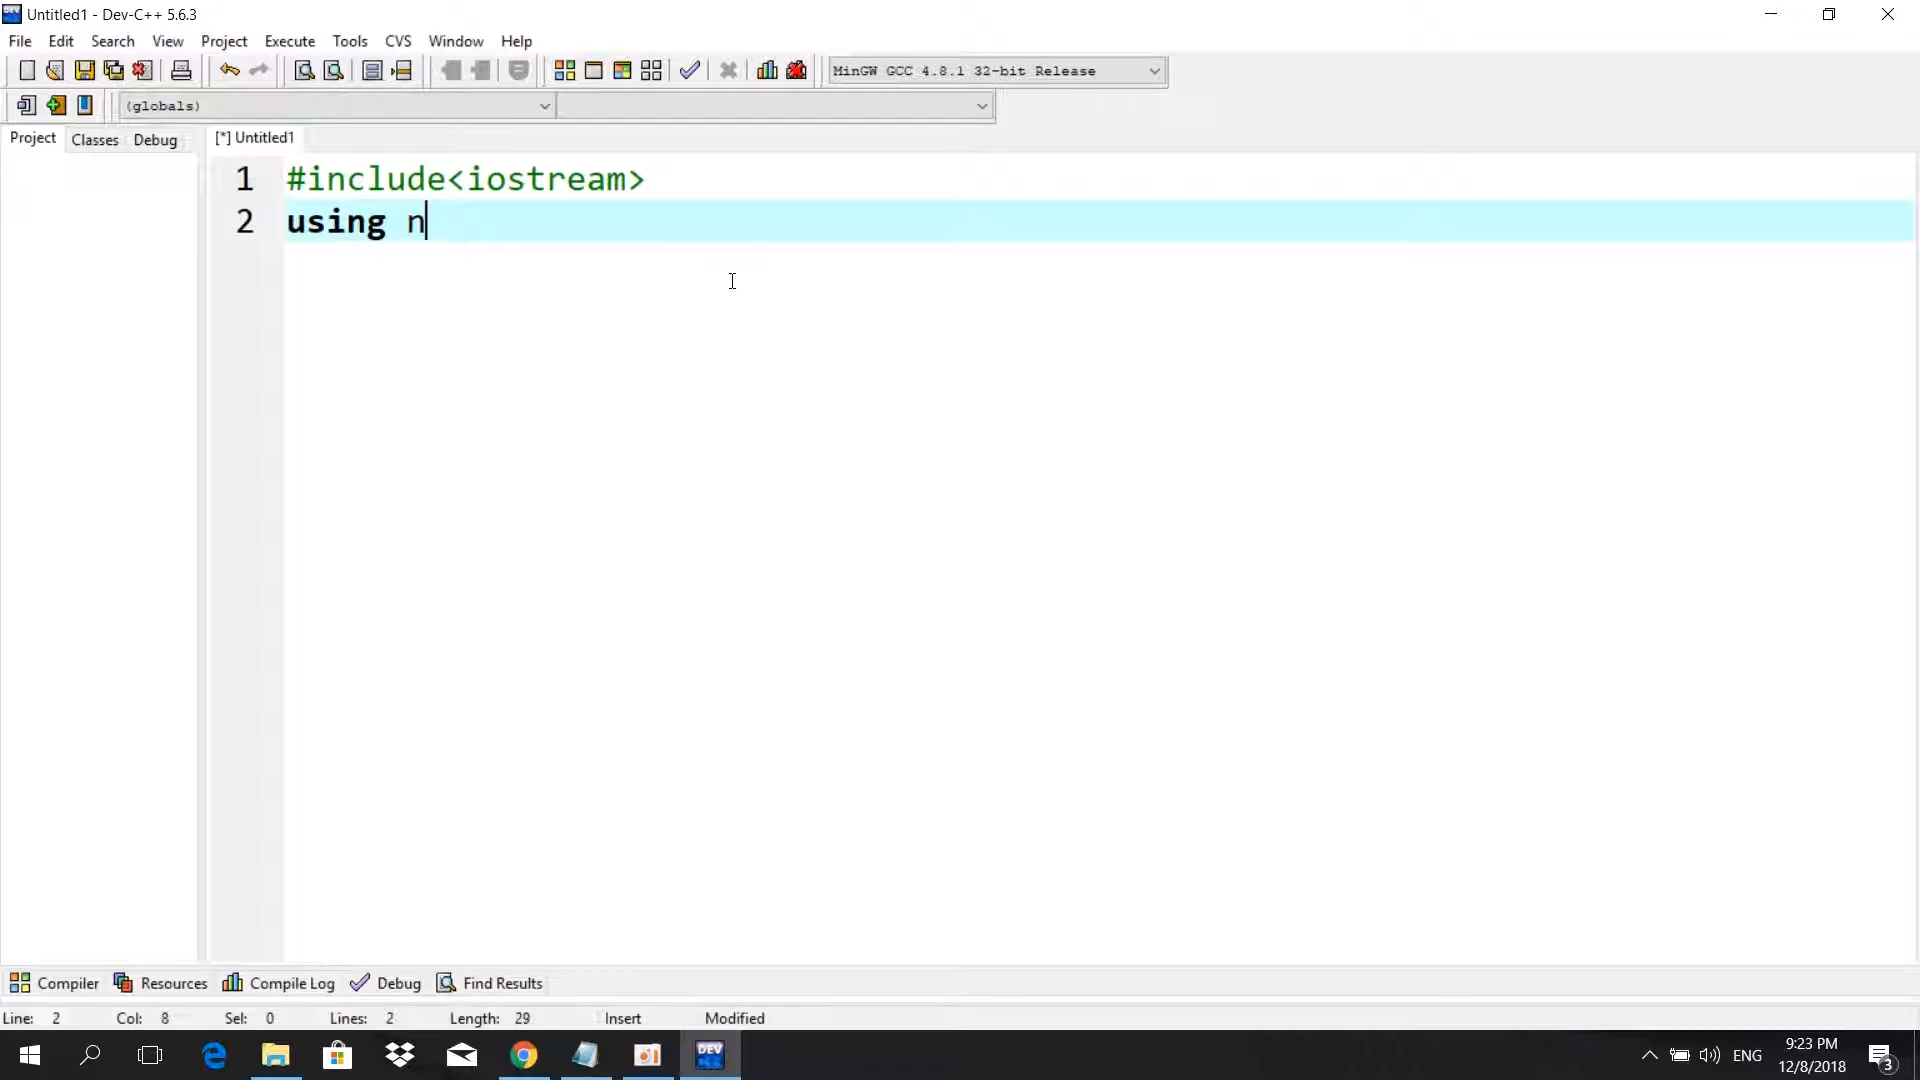 Untitled1 - Dev-C++ 5.6.3
File Edit Search View Project Execute Tools CVS Window Help
MinGW GCC 4.8.1 32-bit Release
(globals)
Project Classes Debug [*] Untitled1
1 #include<iostream>
2 using n
Compiler Resources Compile Log Debug Find Results
Line: 2 Col: 8 Sel: 0 Lines: 2 Length: 29 Insert Modified
DEV
ENG
9:23 PM
12/8/2018
3